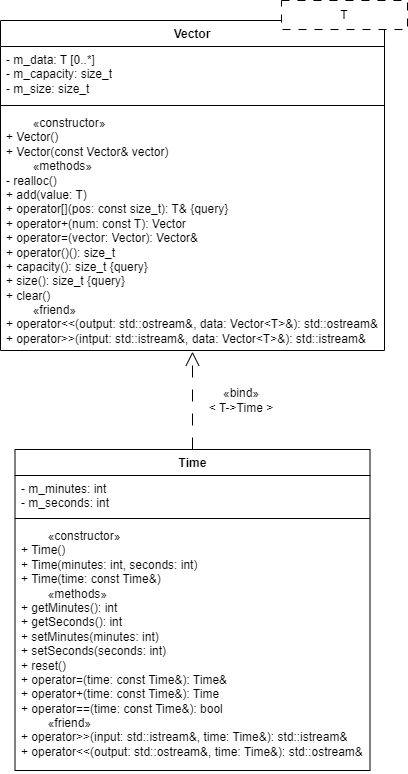 T
Vector
- m_data: T [0..*]
- m_capacity: size_t
- m_size: size_t
«constructor»
+ Vector()
+ Vector(const Vector& vector)
«methods»
- realloc()
+ add(value: T)
+ operator[](pos: const size_t): T& {query}
+ operator+(num: const T): Vector
+ operator=(vector: Vector): Vector&
+ operator()(): size_t
+ capacity(): size_t {query}
+ size(): size_t {query}
+ clear()
«friend»
+ operator<<(output: std::ostream&, data: Vector<T>&): std::ostream&
+ operator>>(intput: std::istream&, data: Vector<T>&): std::istream&
«bind»
< T->Time >
Time
- m_minutes: int
- m_seconds: int
«constructor»
+ Time()
+ Time(minutes: int, seconds: int)
+ Time(time: const Time&)
«methods»
+ getMinutes(): int
+ getSeconds(): int
+ setMinutes(minutes: int)
+ setSeconds(seconds: int)
+ reset()
+ operator=(time: const Time&): Time&
+ operator+(time: const Time&): Time
+ operator==(time: const Time&): bool
«friend»
+ operator>>(input: std::istream&, time: Time&): std::istream&
+ operator<<(output: std::ostream&, time: Time&): std::ostream&